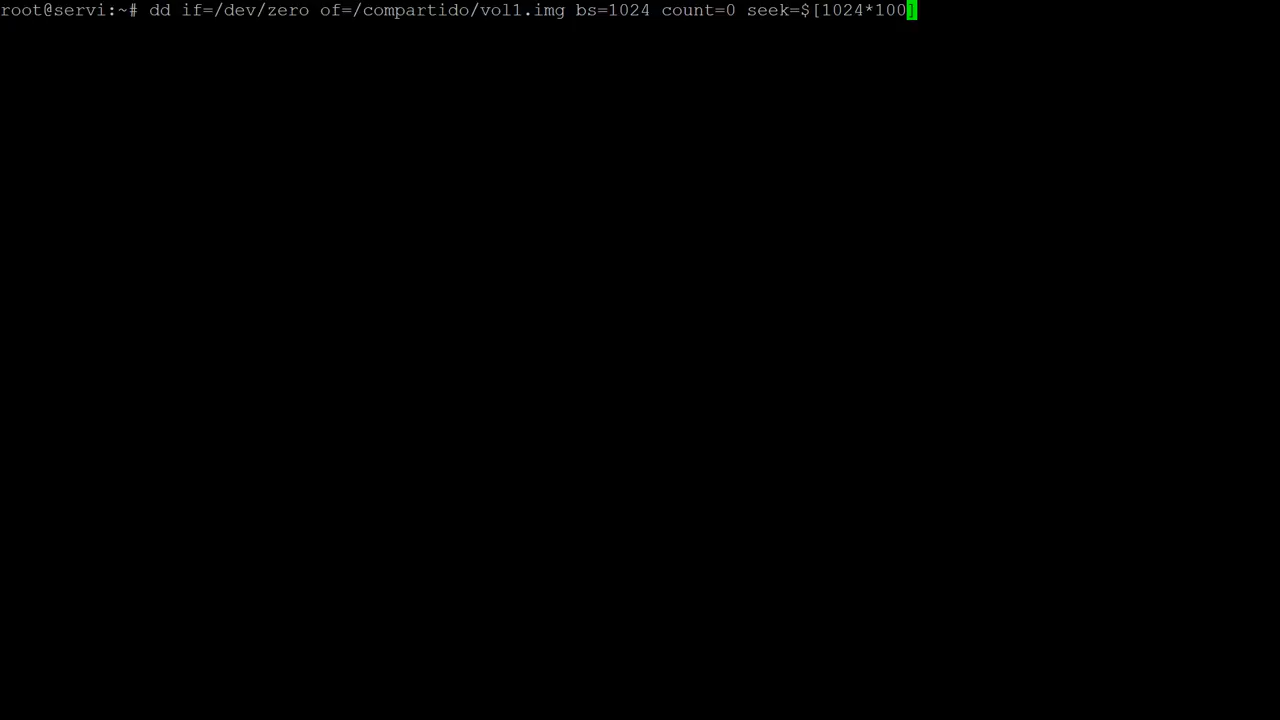 root@servi:~# dd if=/dev/zero of=/compartido/vol1.img bs=1024 count=0 seek=$[1024*100]